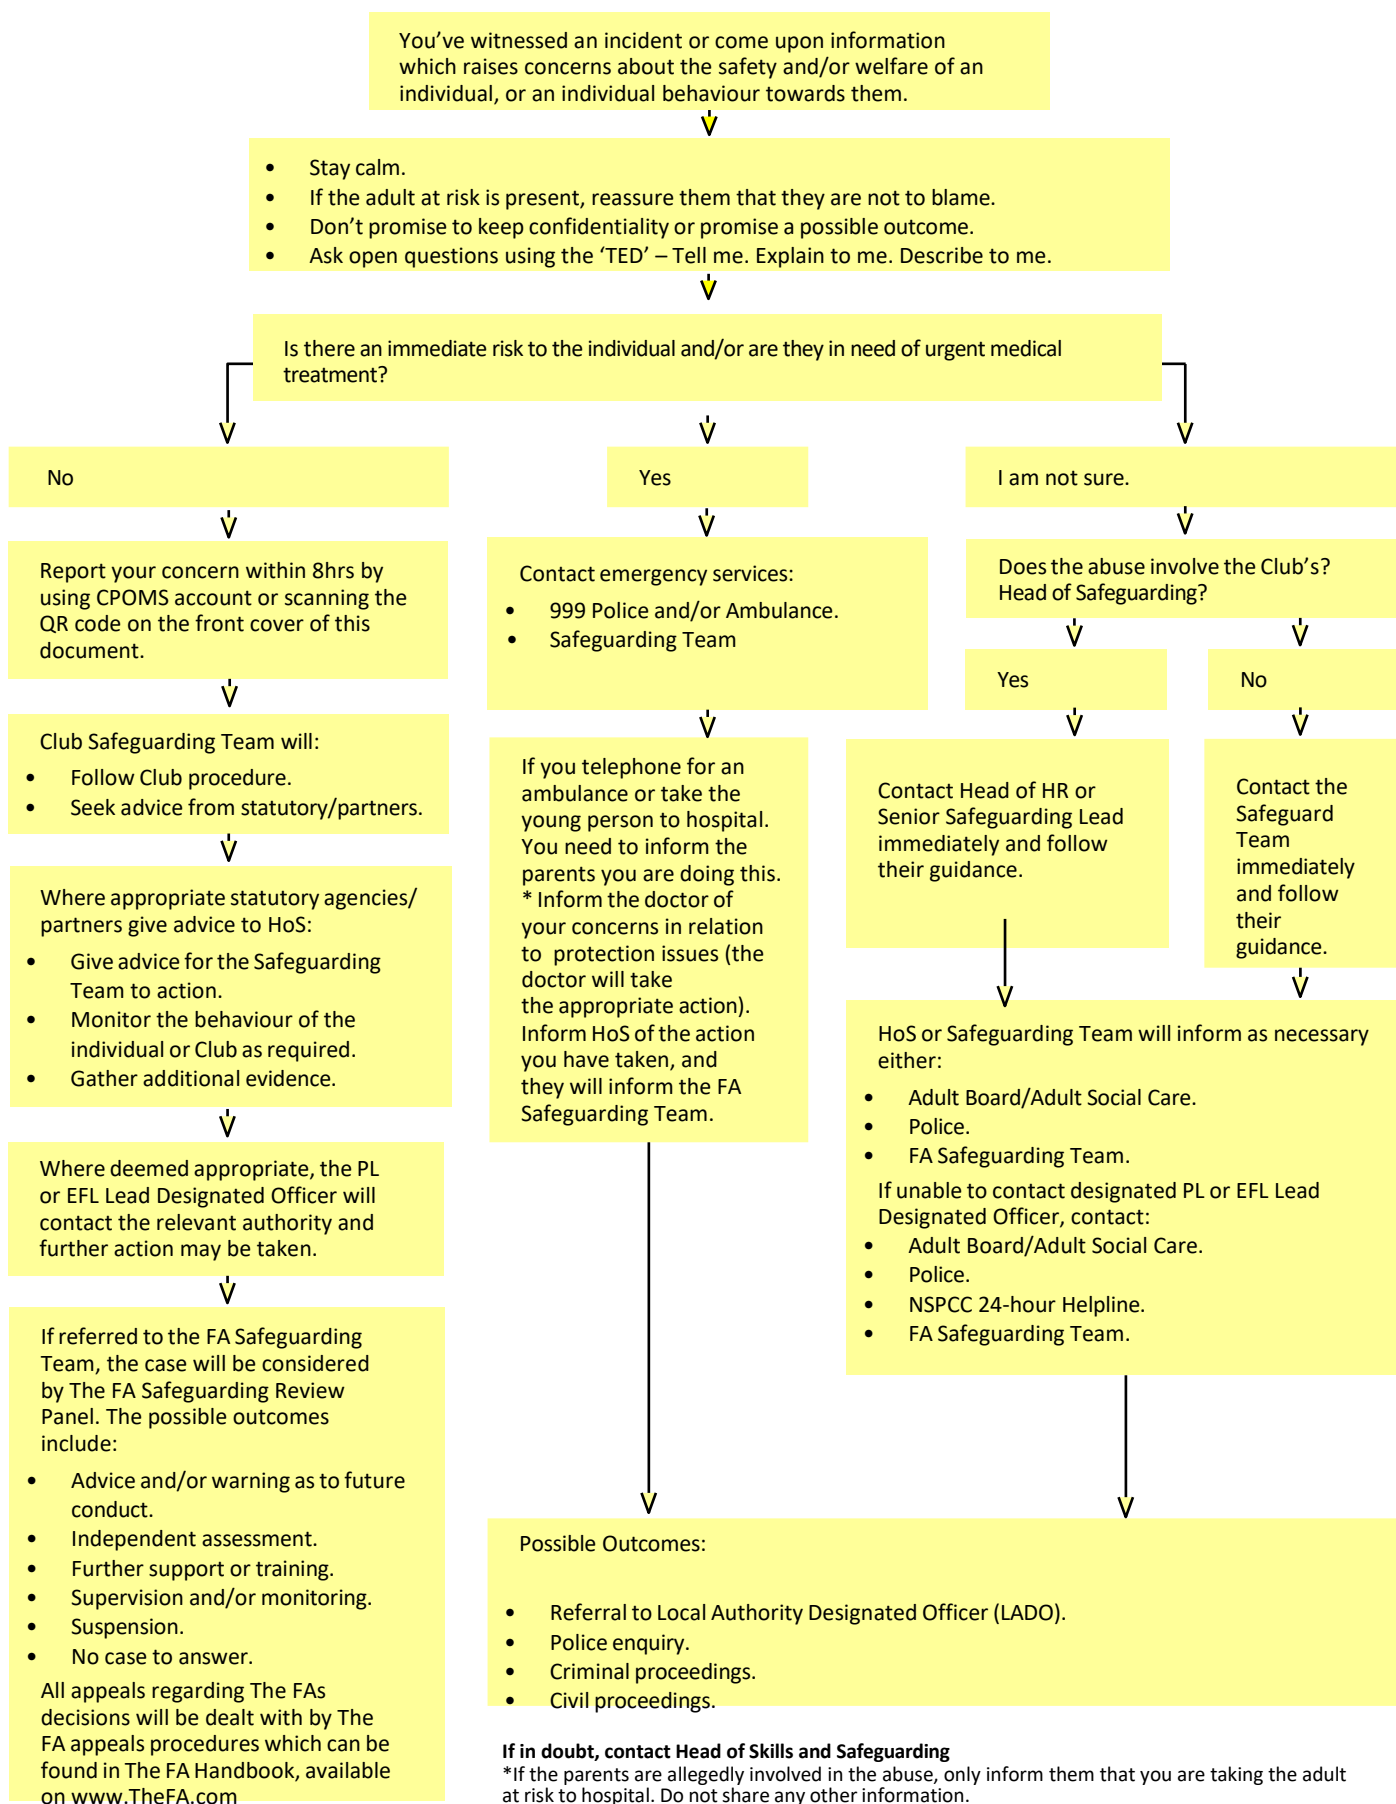 You’ve witnessed an incident or come upon information
which raises concerns about the safety and/or welfare of an
individual, or an individual behaviour towards them.
• Stay calm.
• If the adult at risk is present, reassure them that they are not to blame.
• Don’t promise to keep confidentiality or promise a possible outcome.
• Ask open questions using the ‘TED’ – Tell me. Explain to me. Describe to me.
Is there an immediate risk to the individual and/or are they in need of urgent medical
treatment?
No
Report your concern within 8hrs by
using CPOMS account or scanning the
QR code on the front cover of this
document.
Club Safeguarding Team will:
• Follow Club procedure.
• Seek advice from statutory/partners.
Where appropriate statutory agencies/
partners give advice to HoS:
• Give advice for the Safeguarding
Team to action.
• Monitor the behaviour of the
individual or Club as required.
• Gather additional evidence.
Where deemed appropriate, the PL
or EFL Lead Designated Officer will
contact the relevant authority and
further action may be taken.
If referred to the FA Safeguarding
Team, the case will be considered
by The FA Safeguarding Review
Panel. The possible outcomes
include:
• Advice and/or warning as to future
conduct.
• Independent assessment.
• Further support or training.
• Supervision and/or monitoring.
• Suspension.
• No case to answer.
All appeals regarding The FAs
decisions will be dealt with by The
FA appeals procedures which can be
found in The FA Handbook, available
on www.TheFA.com
Yes
Contact emergency services:
• 999 Police and/or Ambulance.
• Safeguarding Team
If you telephone for an
ambulance or take the
young person to hospital.
You need to inform the
parents you are doing this.
* Inform the doctor of
your concerns in relation
to protection issues (the
doctor will take
the appropriate action).
Inform HoS of the action
you have taken, and
they will inform the FA
Safeguarding Team.
I am not sure.
Does the abuse involve the Club’s?
Head of Safeguarding?
Yes
Contact Head of HR or
Senior Safeguarding Lead
immediately and follow
their guidance.
No
Contact the
Safeguard
Team
immediately
and follow
their
guidance.
HoS or Safeguarding Team will inform as necessary
either:
• Adult Board/Adult Social Care.
• Police.
• FA Safeguarding Team.
If unable to contact designated PL or EFL Lead
Designated Officer, contact:
• Adult Board/Adult Social Care.
• Police.
• NSPCC 24-hour Helpline.
• FA Safeguarding Team.
Possible Outcomes:
• Referral to Local Authority Designated Officer (LADO).
• Police enquiry.
• Criminal proceedings.
• Civil proceedings.
If in doubt, contact Head of Skills and Safeguarding
*If the parents are allegedly involved in the abuse, only inform them that you are taking the adult
at risk to hospital. Do not share any other information.